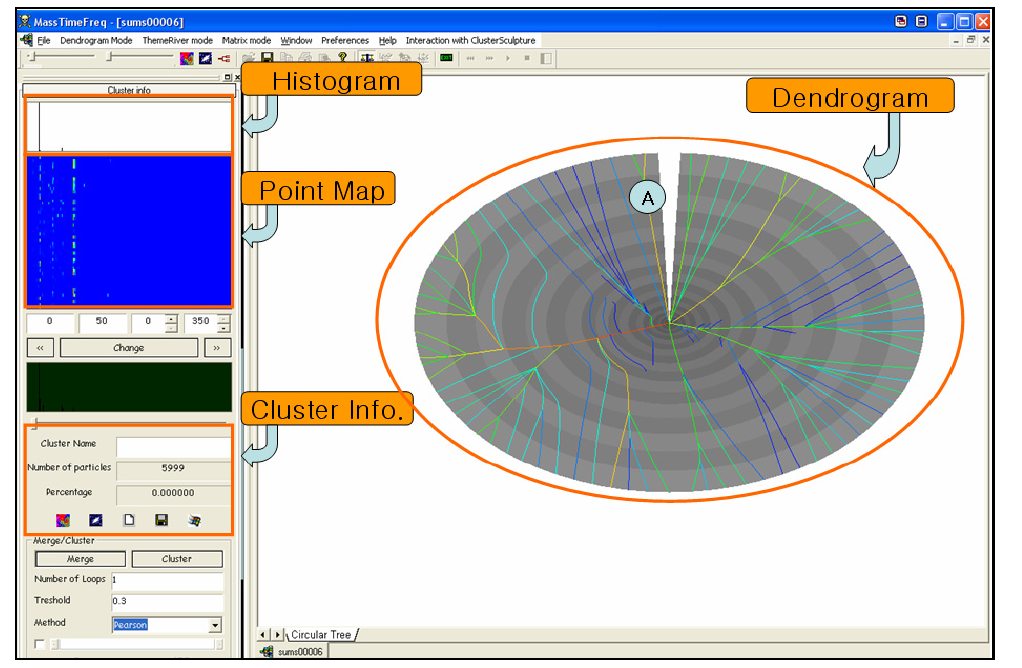 MassTimeFreq - [sums00006]
File Dendrogram Mode ThemeRiver mode Matrix mode Window Preferences Help Interaction with ClusterSculpture
Cluster info
Histogram
Dendrogram
Point Map
A
0 50 0 350
<< Change >>
Cluster Info.
Cluster Name
Number of particles 5999
Percentage 0.000000
Merge/Cluster
Merge Cluster
Number of Loops 1
Treshold 0.3
Method Pearson
Circular Tree
sums00006